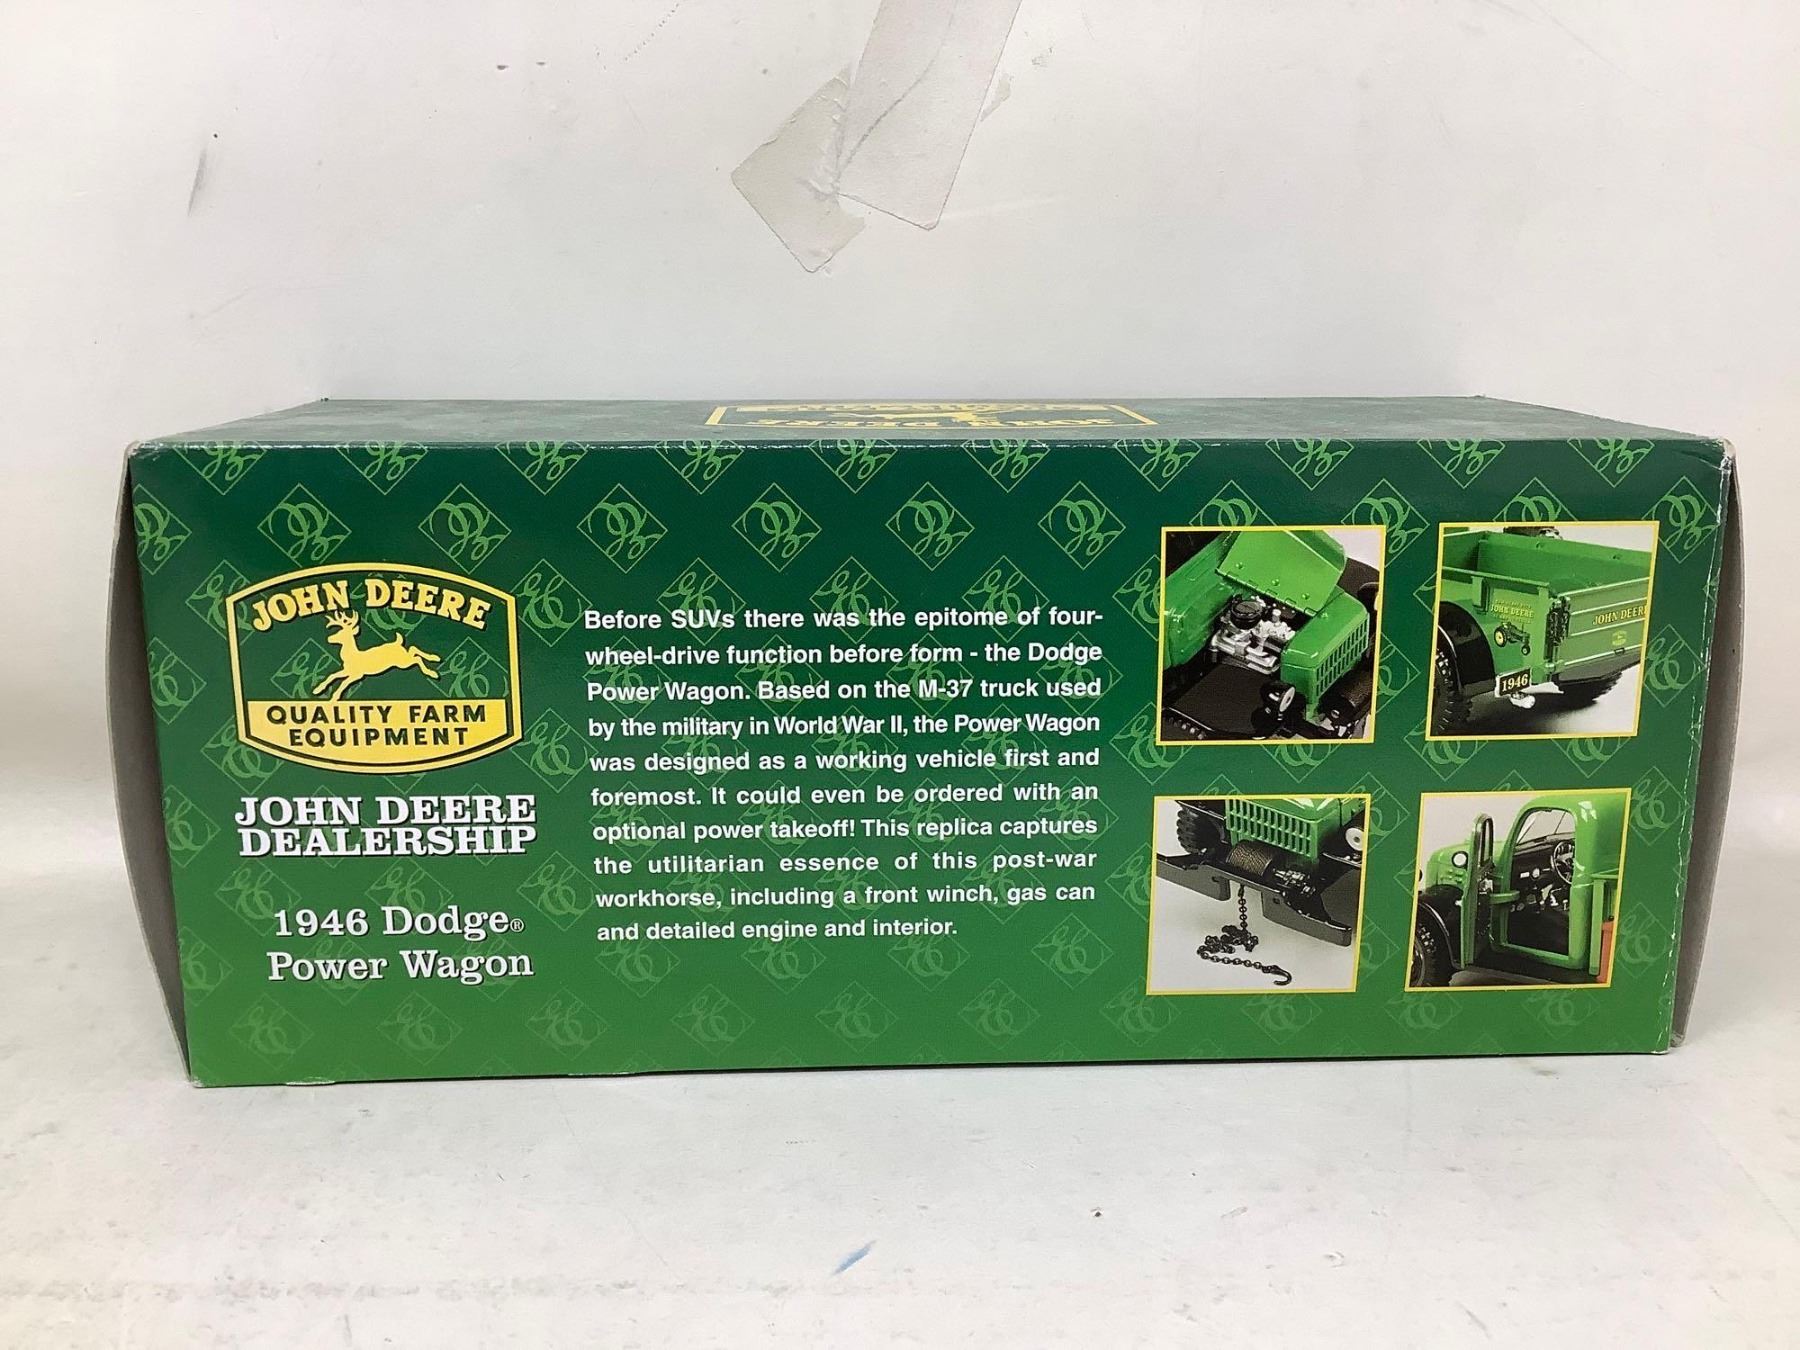 JOHN DEERE
JOHN DEERE
QUALITY FARM
EQUIPMENT
JOHN DEERE
DEALERSHIP
1946 Dodge®
Power Wagon
Before SUVs there was the epitome of four-
wheel-drive function before form - the Dodge
Power Wagon. Based on the M-37 truck used
by the military in World War II, the Power Wagon
was designed as a working vehicle first and
foremost. It could even be ordered with an
optional power takeoff! This replica captures
the utilitarian essence of this post-war
workhorse, including a front winch, gas can
and detailed engine and interior.
JOHN DEERE
JOHN DEERE
1946